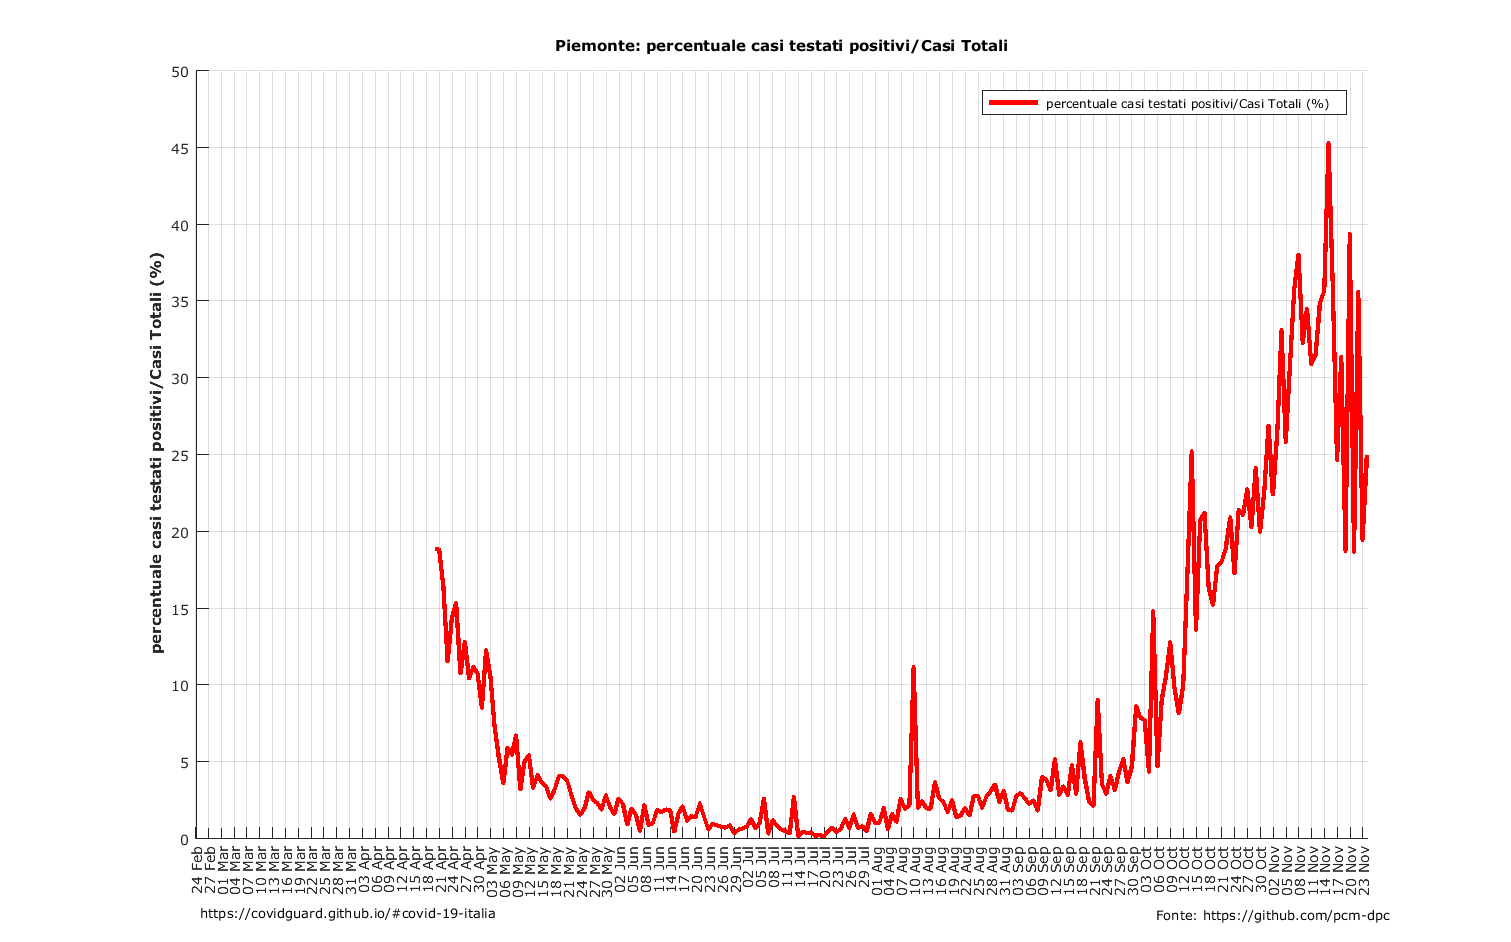 Piemonte: percentuale casi testati positivi/Casi Totali
percentuale casi testati positivi/Casi Totali (%)
percentuale casi testati positivi/Casi Totali (%)
50
45
40
35
30
25
20
15
10
5
0
24 Feb
27 Feb
01 Mar
04 Mar
07 Mar
10 Mar
13 Mar
16 Mar
19 Mar
22 Mar
25 Mar
28 Mar
31 Mar
03 Apr
06 Apr
09 Apr
12 Apr
15 Apr
18 Apr
21 Apr
24 Apr
27 Apr
30 Apr
03 May
06 May
09 May
12 May
15 May
18 May
21 May
24 May
27 May
30 May
02 Jun
05 Jun
08 Jun
11 Jun
14 Jun
17 Jun
20 Jun
23 Jun
26 Jun
29 Jun
02 Jul
05 Jul
08 Jul
11 Jul
14 Jul
17 Jul
20 Jul
23 Jul
26 Jul
29 Jul
01 Aug
04 Aug
07 Aug
10 Aug
13 Aug
16 Aug
19 Aug
22 Aug
25 Aug
28 Aug
31 Aug
03 Sep
06 Sep
09 Sep
12 Sep
15 Sep
18 Sep
21 Sep
24 Sep
27 Sep
30 Sep
03 Oct
06 Oct
09 Oct
12 Oct
15 Oct
18 Oct
21 Oct
24 Oct
27 Oct
30 Oct
02 Nov
05 Nov
08 Nov
11 Nov
14 Nov
17 Nov
20 Nov
23 Nov
https://covidguard.github.io/#covid-19-italia
Fonte: https://github.com/pcm-dpc